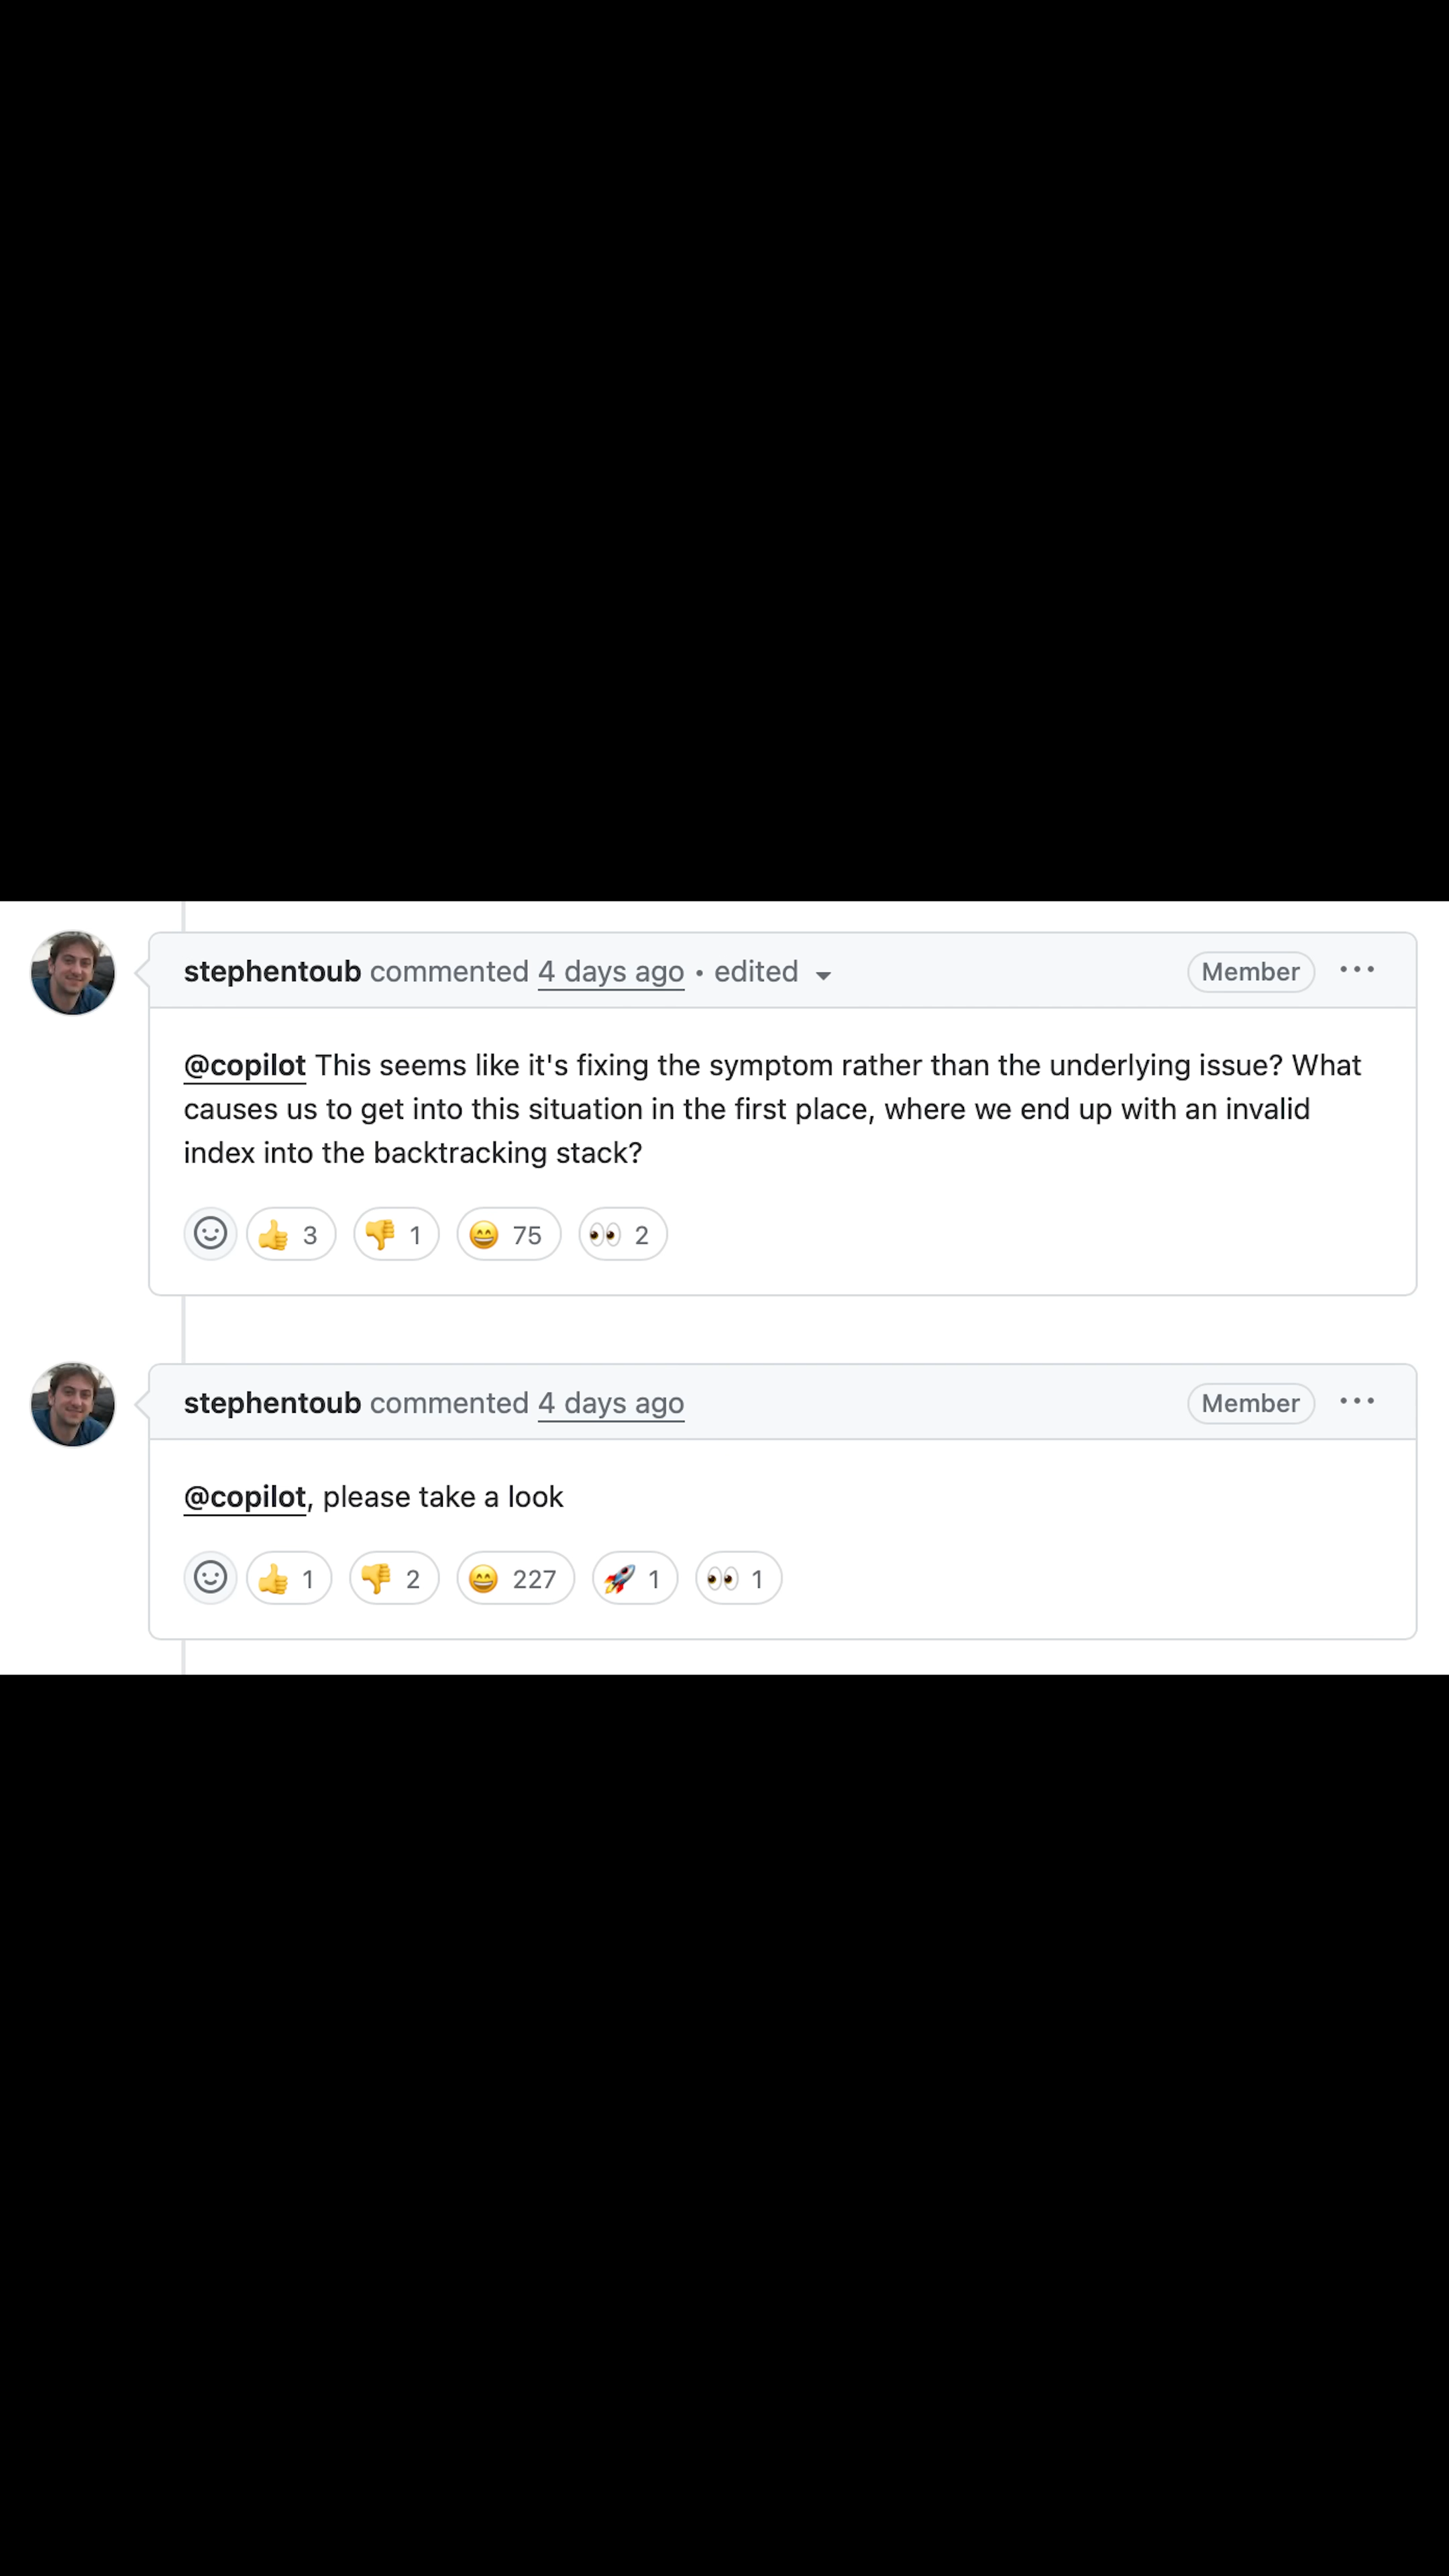 stephentoub commented 4 days ago • edited
Member
@copilot This seems like it's fixing the symptom rather than the underlying issue? What
causes us to get into this situation in the first place, where we end up with an invalid
index into the backtracking stack?
👍 3 👎 1 😄 75 👀 2
stephentoub commented 4 days ago
Member
@copilot, please take a look
👍 1 👎 2 😄 227 🚀 1 👀 1